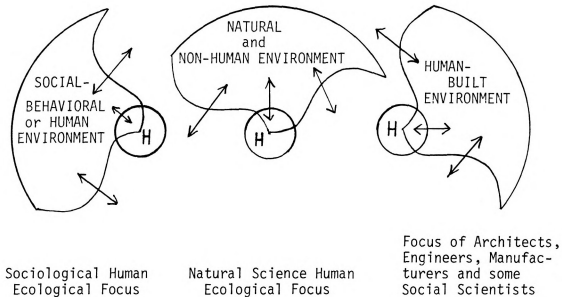 SOCIAL-
BEHAVIORAL
or HUMAN
ENVIRONMENT
H
NATURAL
and
NON-HUMAN ENVIRONMENT
H
HUMAN-
BUILT
ENVIRONMENT
H
Sociological Human
Ecological Focus
Natural Science Human
Ecological Focus
Focus of Architects,
Engineers, Manufac-
turers and some
Social Scientists